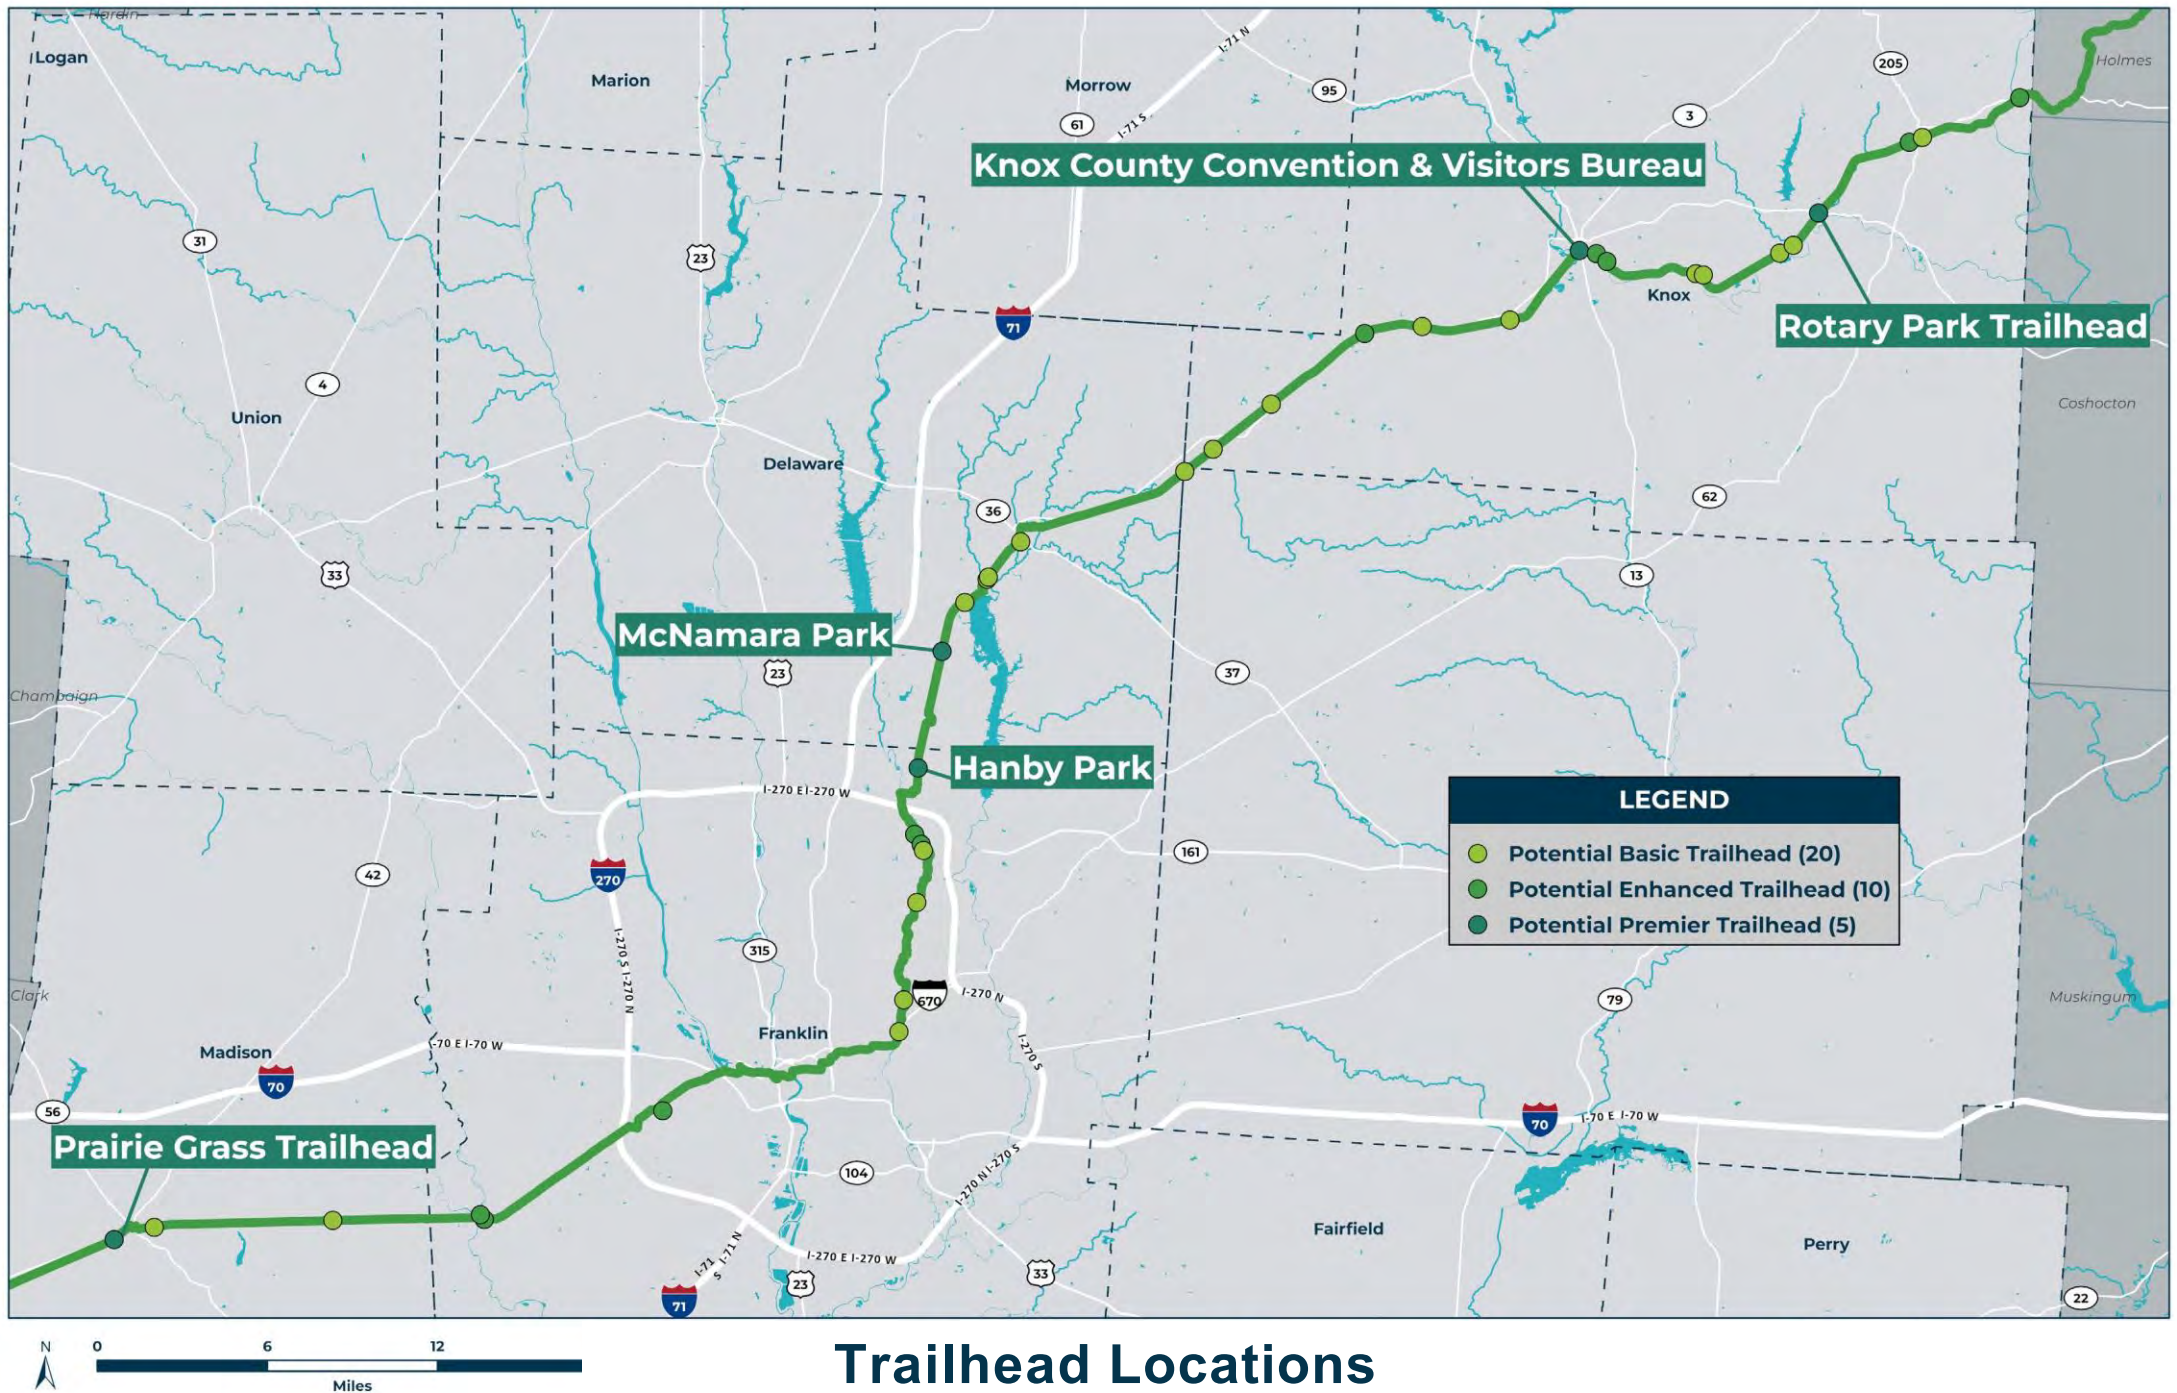 Hardin
Logan
Marion
Morrow
I-71 N
95
205
Holmes
61
I-71 S
3
Knox County Convention & Visitors Bureau
31
23
71
Knox
Rotary Park Trailhead
4
Union
Coshocton
Delaware
36
62
33
13
McNamara Park
23
37
Champaign
Hanby Park
I-270 E I-270 W
LEGEND
Potential Basic Trailhead (20)
Potential Enhanced Trailhead (10)
Potential Premier Trailhead (5)
161
42
270
I-270 S I-270 N
315
670
I-270 N
79
Clark
Muskingum
Franklin
Madison
I-70 E I-70 W
70
I-270 S
56
70
I-70 E I-70 W
Prairie Grass Trailhead
104
I-270 N I-270 S
Fairfield
Perry
I-71 S I-71 N
I-270 E I-270 W
23
33
71
22
N
0 6 12
Miles
Trailhead Locations